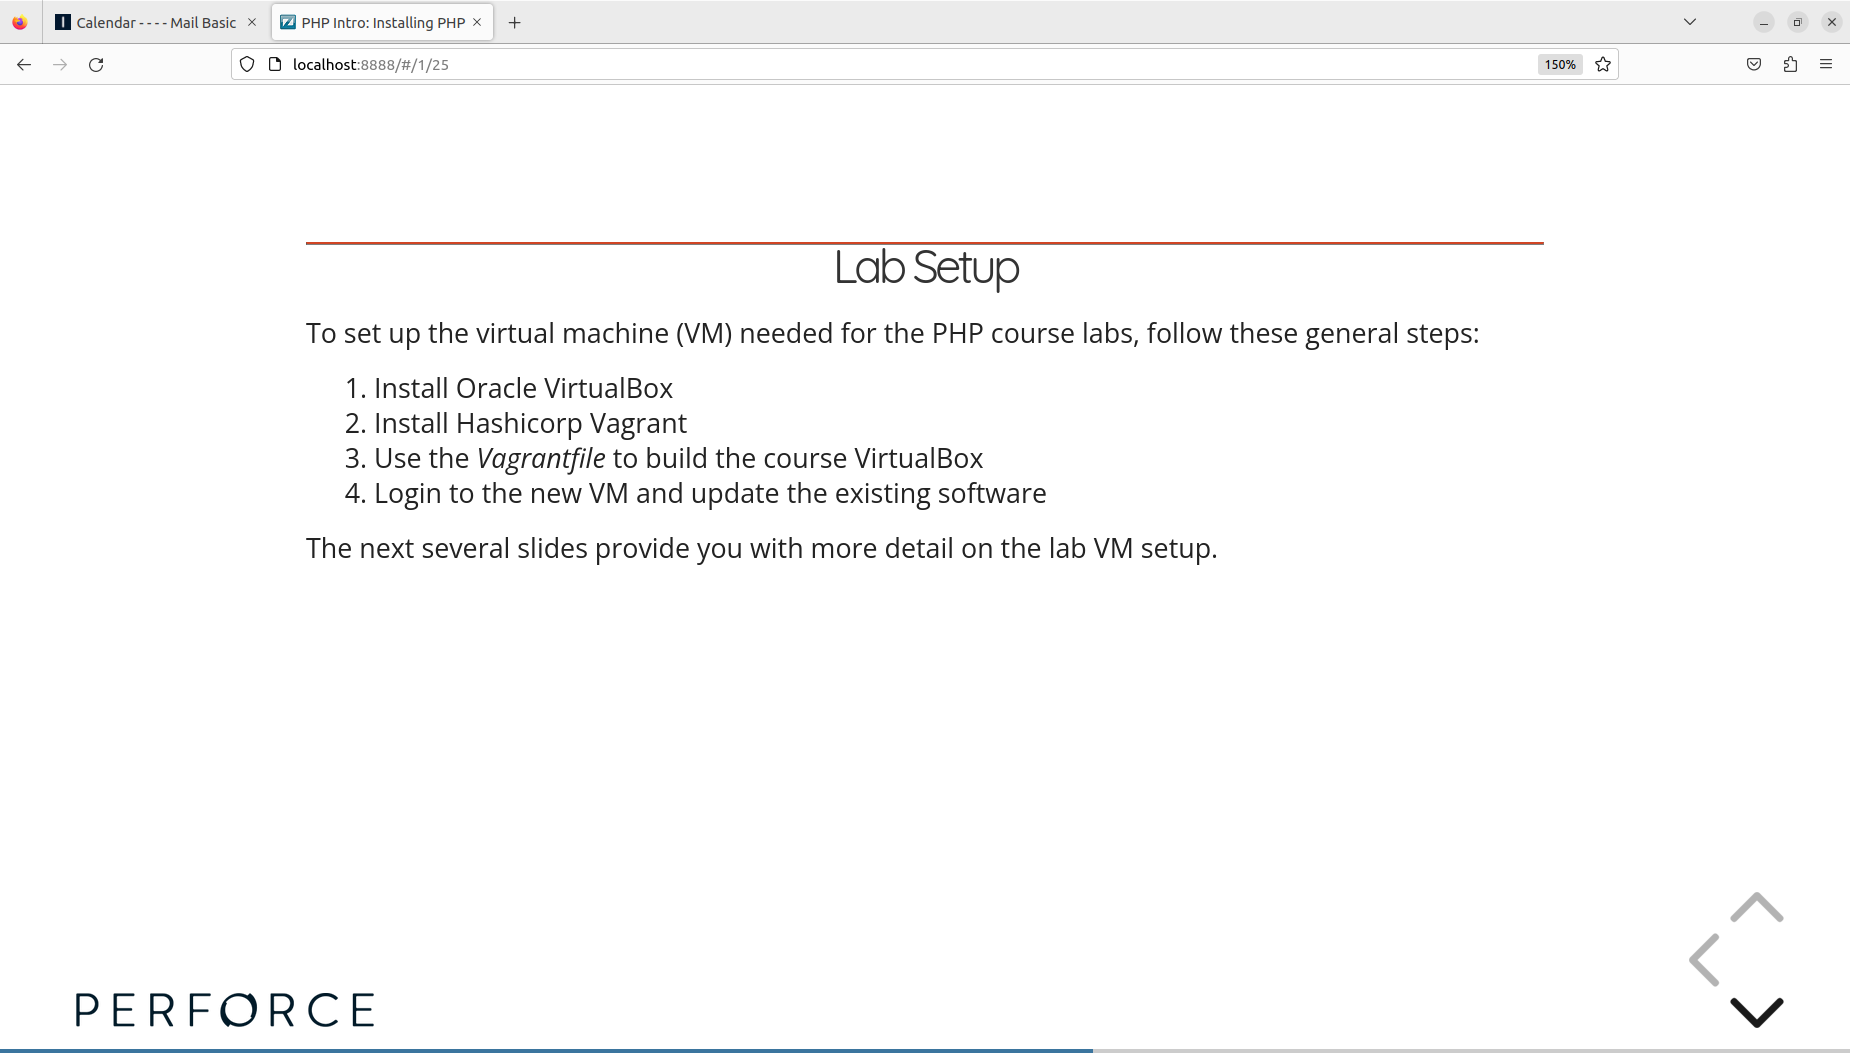 Calendar - - - - Mail Basic
PHP Intro: Installing PHP
localhost:8888/#/1/25
150%
Lab Setup
To set up the virtual machine (VM) needed for the PHP course labs, follow these general steps:
1. Install Oracle VirtualBox
2. Install Hashicorp Vagrant
3. Use the Vagrantfile to build the course VirtualBox
4. Login to the new VM and update the existing software
The next several slides provide you with more detail on the lab VM setup.
PERFORCE